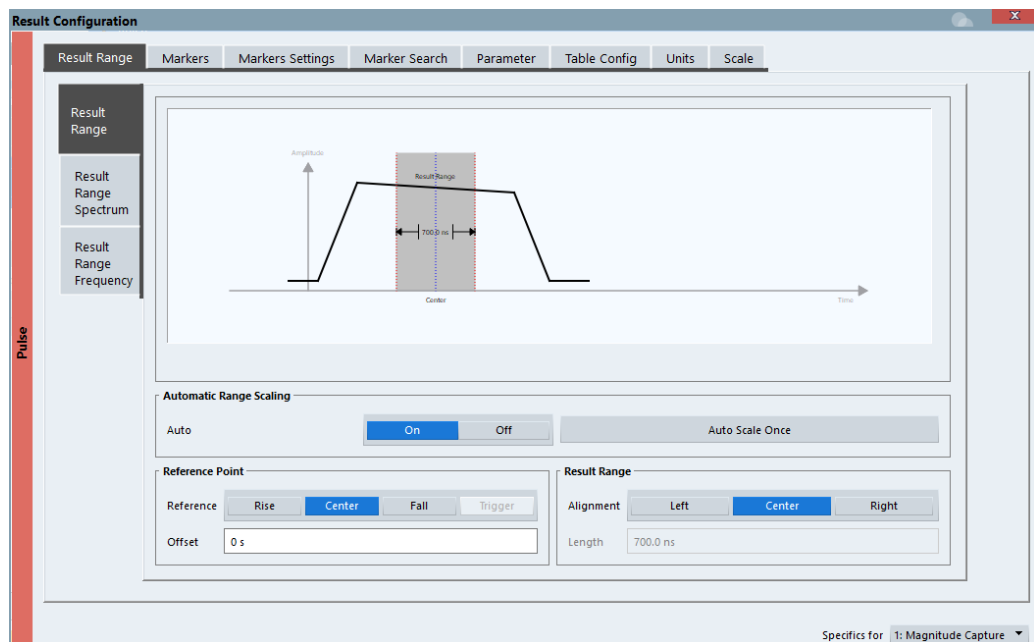 Result Configuration
Pulse
Result Range
Markers
Markers Settings
Marker Search
Parameter
Table Config
Units
Scale
Result
Range
Result
Range
Spectrum
Result
Range
Frequency
Amplitude
Result Range
700.0 ns
Center
Time
Automatic Range Scaling
Auto
On
Off
Auto Scale Once
Reference Point
Reference
Rise
Center
Fall
Trigger
Offset
0 s
Result Range
Alignment
Left
Center
Right
Length
700.0 ns
Specifics for
1: Magnitude Capture